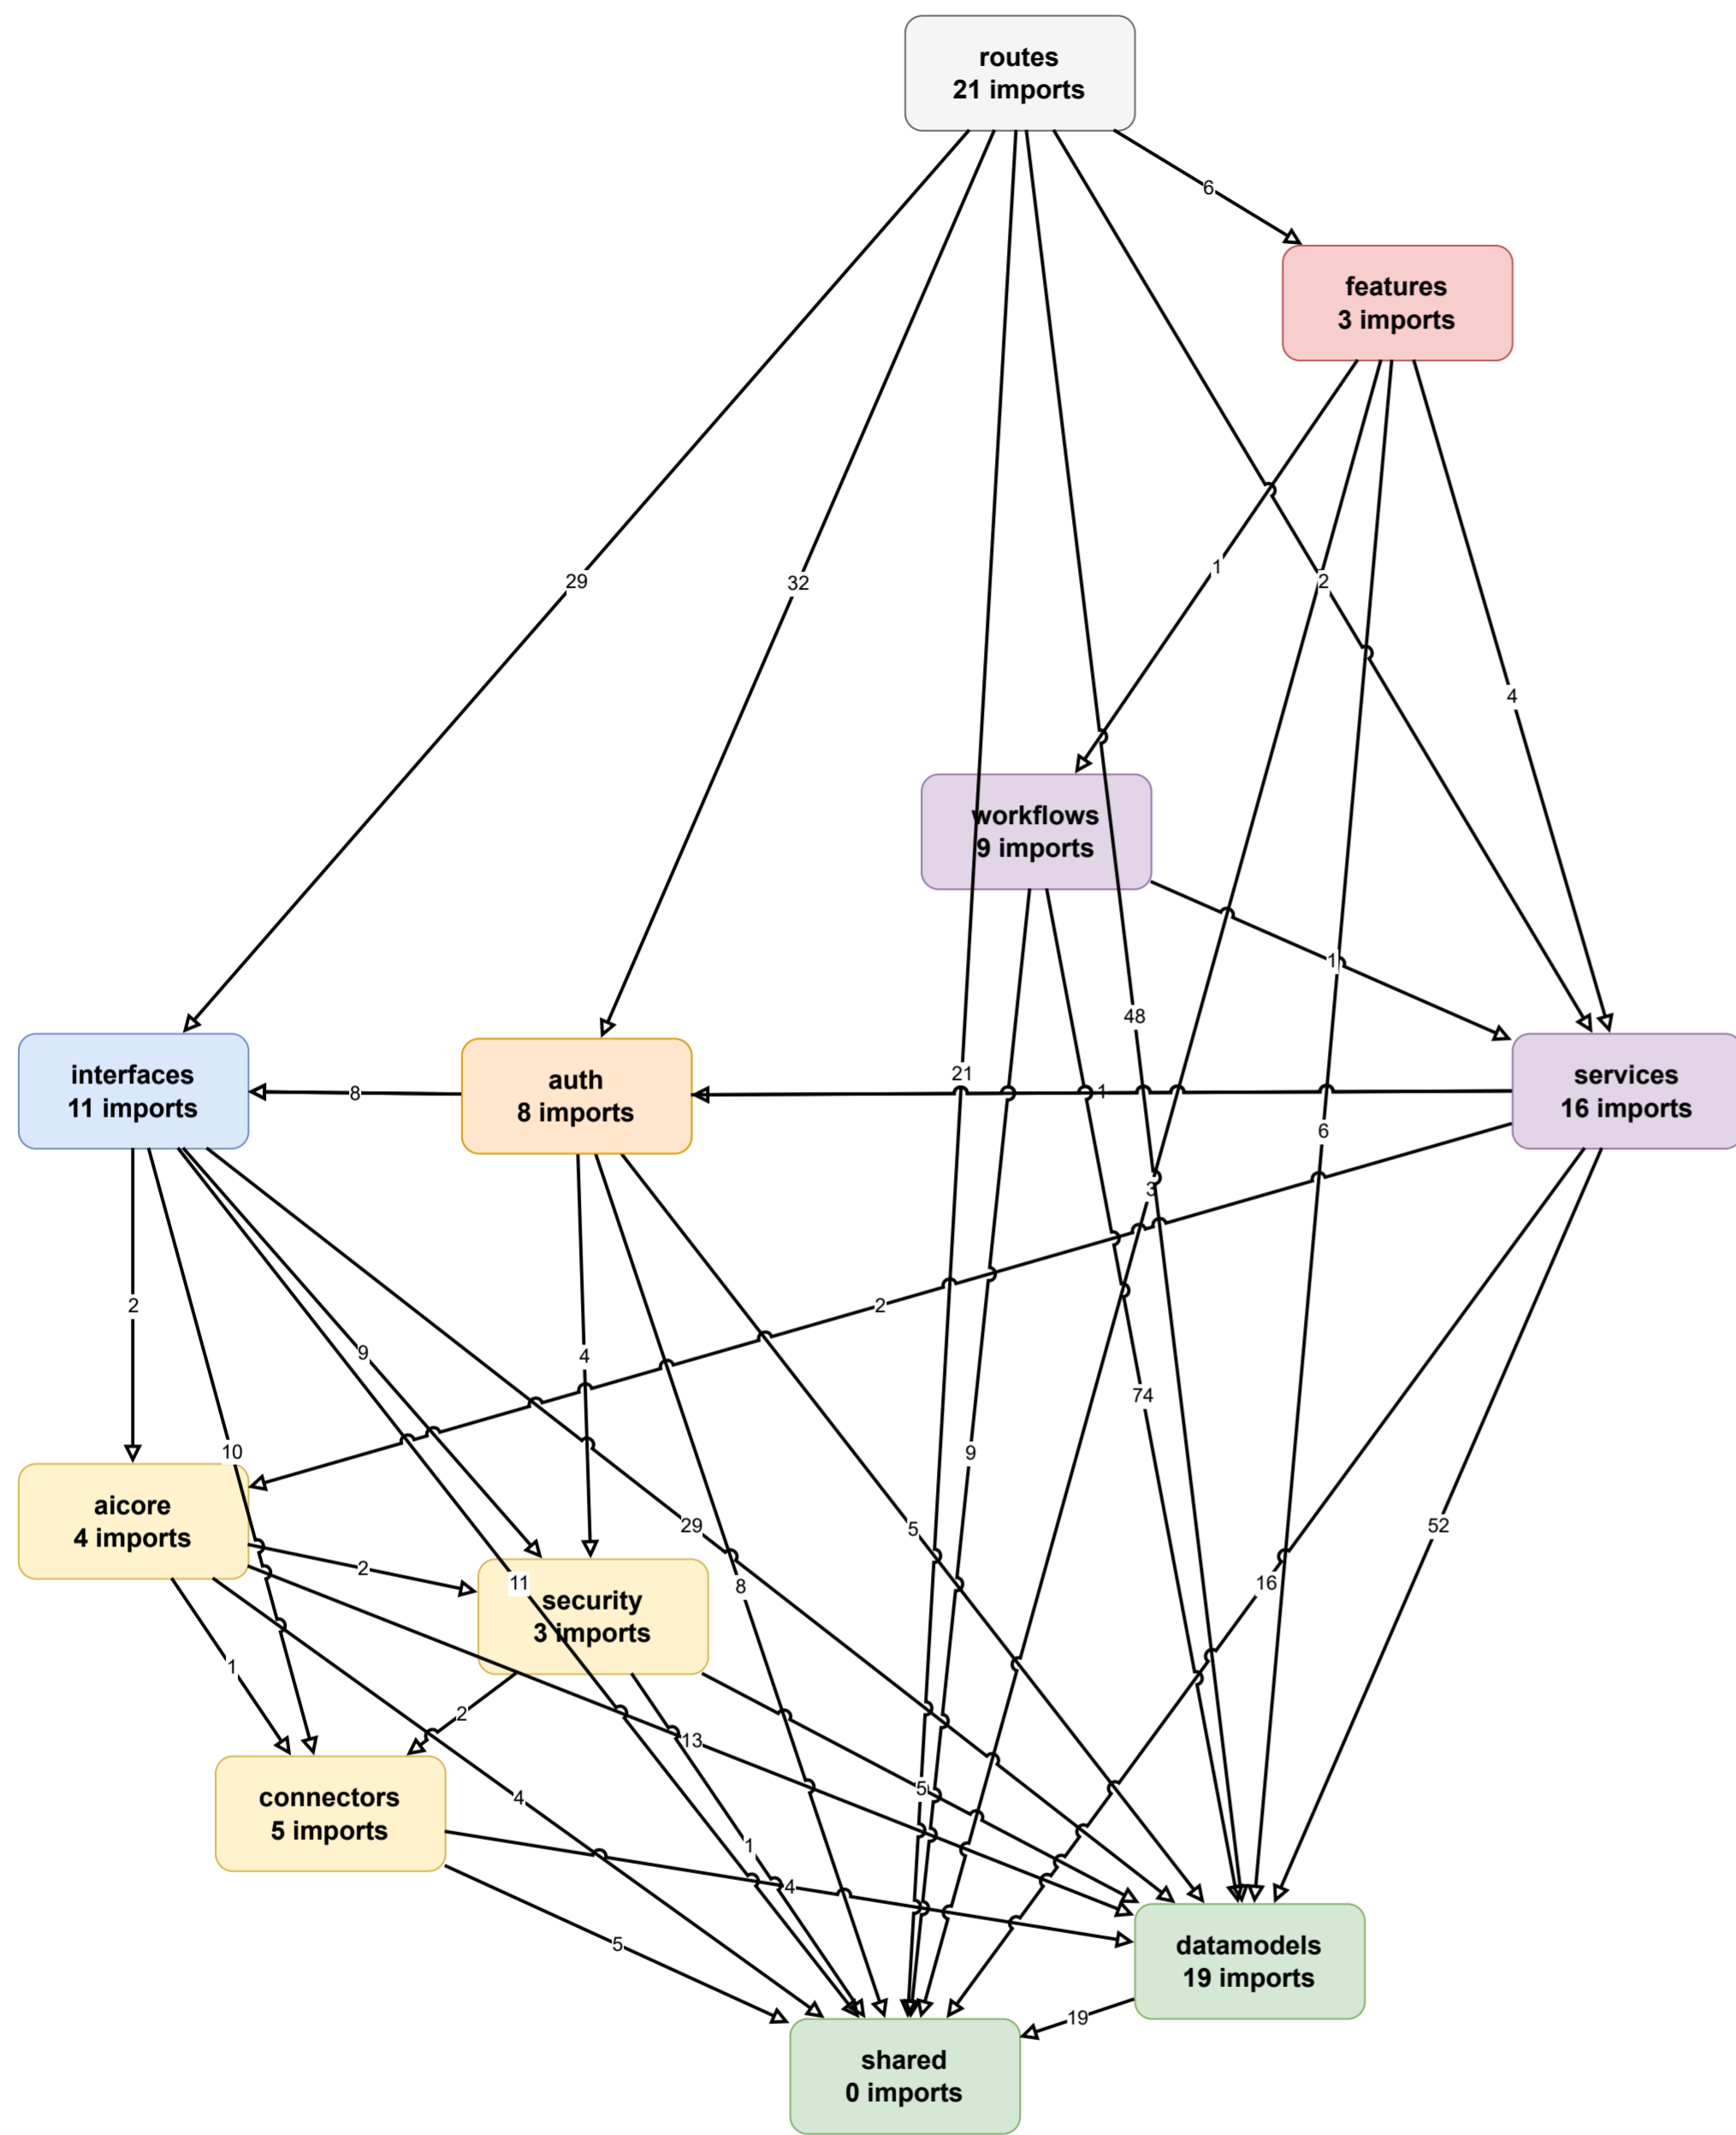 routes
21 imports
6
features
3 imports
29
32
2
1
4
workflows
9 imports
1
48
21
interfaces
11 imports
8
auth
8 imports
1
services
16 imports
6
3
2
2
9
4
74
10
9
aicore
4 imports
29
5
52
2
11
8
16
security
3 imports
1
2
13
connectors
5 imports
4
5
1
4
5
datamodels
19 imports
19
shared
0 imports